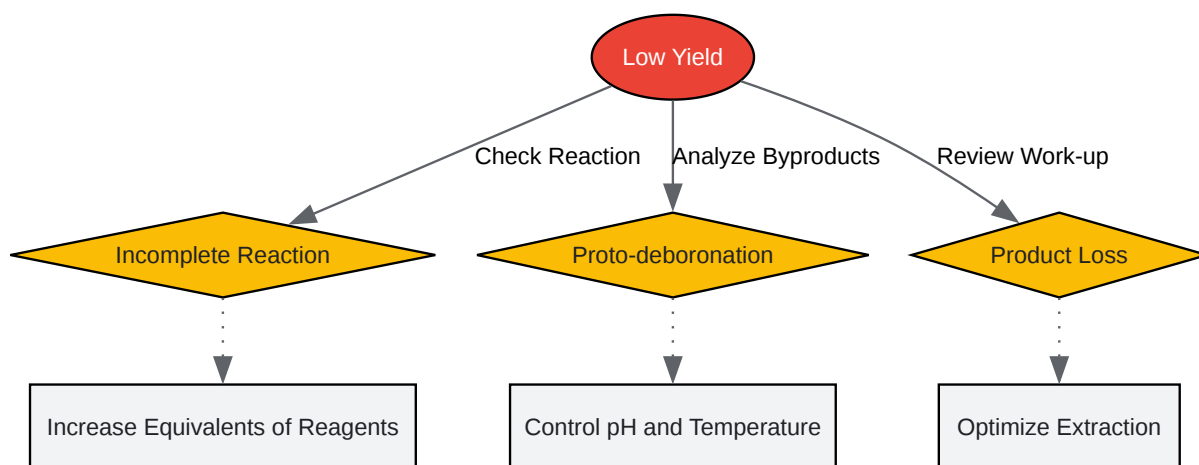 Low Yield
Check Reaction
Analyze Byproducts
Review Work-up
Incomplete Reaction
Proto-deboronation
Product Loss
Increase Equivalents of Reagents
Control pH and Temperature
Optimize Extraction